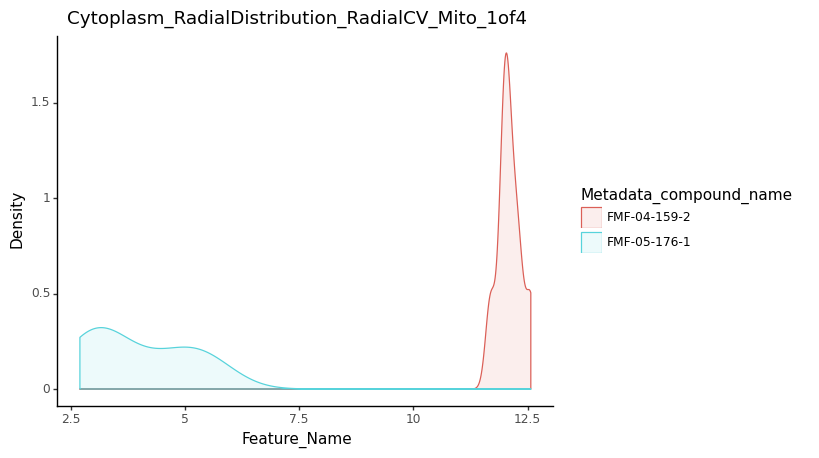 Cytoplasm_RadialDistribution_RadialCV_Mito_1of4
1.5
1
0.5
0
Density
2.5 5 7.5 10 12.5
Feature_Name
Metadata_compound_name
FMF-04-159-2
FMF-05-176-1